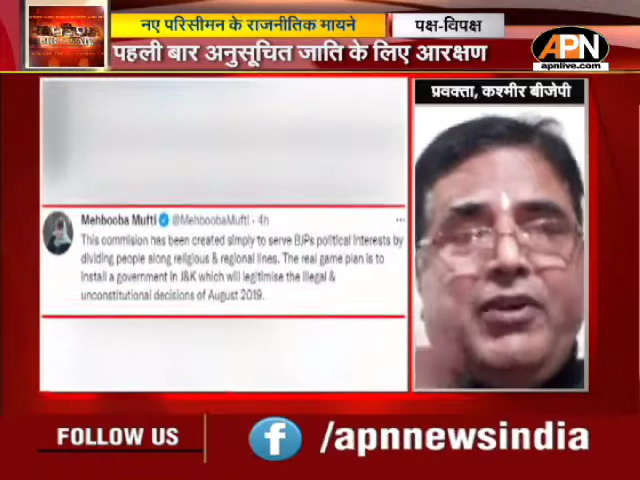 नए परिसीमन के राजनीतिक मायने
पक्ष-विपक्ष
पहली बार अनुसूचित जाति के लिए आरक्षण
APN
apnlive.com
प्रवक्ता, कश्मीर बीजेपी
Mehbooba Mufti @MehboobaMufti · 4h
This commision has been created simply to serve BJPs political interests by
dividing people along religious & regional lines. The real game plan is to
install a government in J&K which will legitimise the illegal &
unconstitutional decisions of August 2019.
FOLLOW US
/apnnewsindia